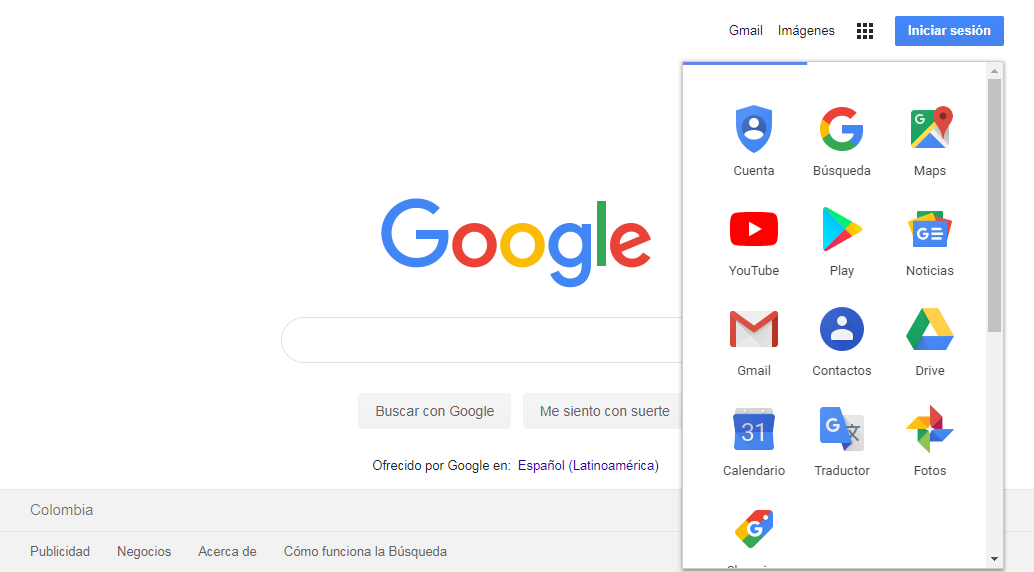 Gmail Imágenes Iniciar sesión
Cuenta Búsqueda Maps
YouTube Play Noticias
Google
Gmail Contactos Drive
Buscar con Google Me siento con suerte
31
Calendario Traductor Fotos
Ofrecido por Google en: Español (Latinoamérica)
Colombia
Publicidad Negocios Acerca de Cómo funciona la Búsqueda